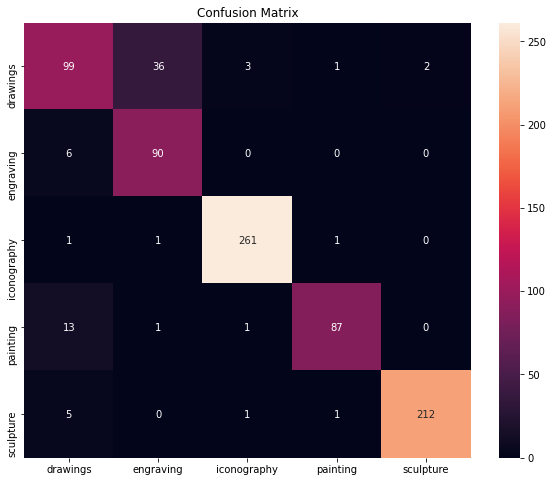 Confusion Matrix
drawings 99 36 3 1 2
engraving 6 90 0 0 0
iconography 1 1 261 1 0
painting 13 1 1 87 0
sculpture 5 0 1 1 212
drawings engraving iconography painting sculpture
250
200
150
100
50
0